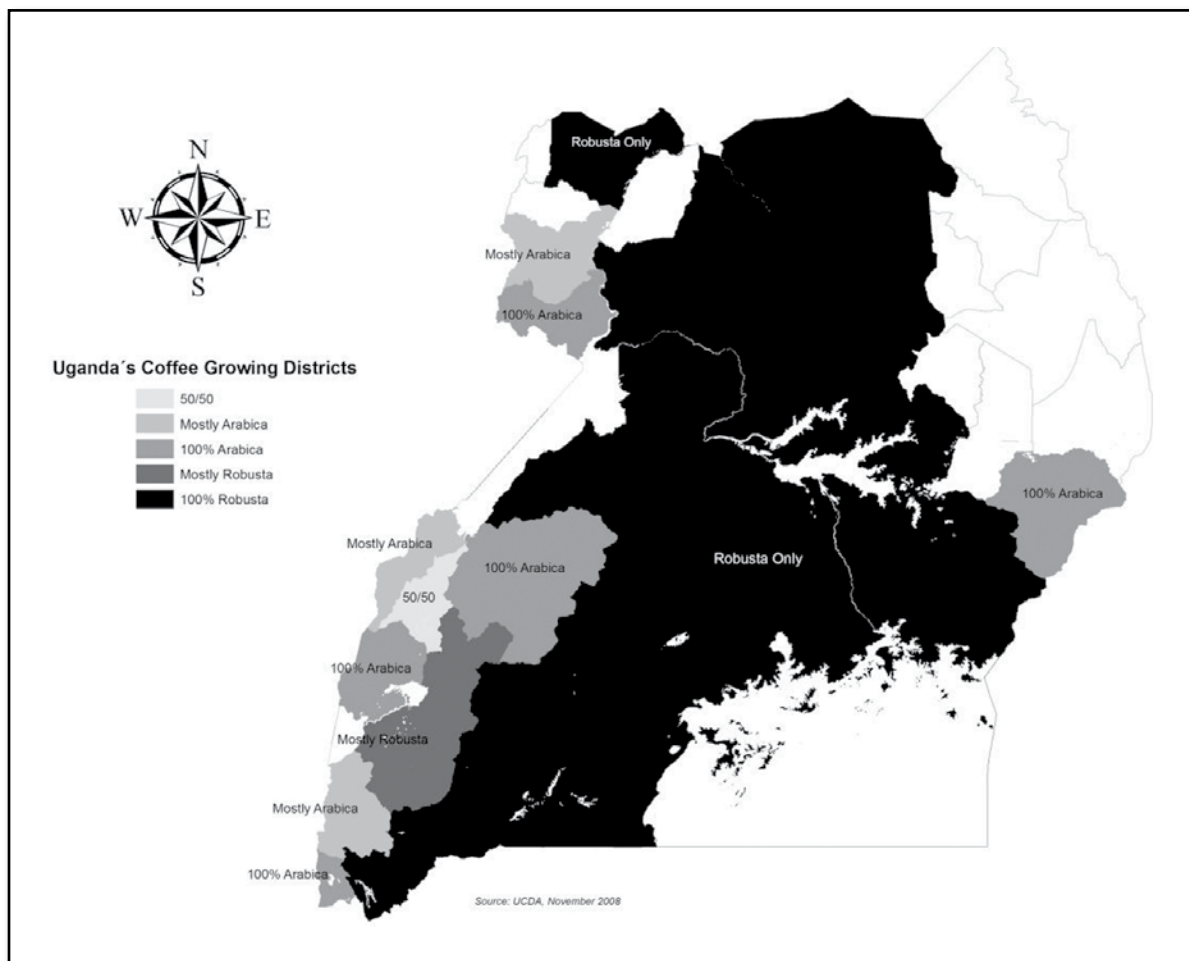 Robusta Only
N
W E
S
Mostly Arabica
100% Arabica
Uganda´s Coffee Growing Districts
50/50
Mostly Arabica
100% Arabica
Mostly Robusta
100% Robusta
100% Arabica
Mostly Arabica
100% Arabica
Robusta Only
50/50
100% Arabica
Mostly Robusta
Mostly Arabica
100% Arabica
Source: UCDA, November 2008